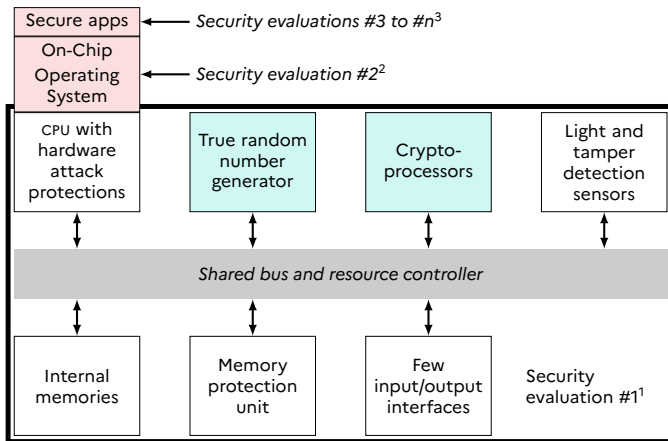 Secure apps
Security evaluations #3 to #n³
On-Chip
Operating
System
Security evaluation #2²
CPU with
hardware
attack
protections
True random
number
generator
Crypto-
processors
Light and
tamper
detection
sensors
Shared bus and resource controller
Internal
memories
Memory
protection
unit
Few
input/output
interfaces
Security
evaluation #1¹